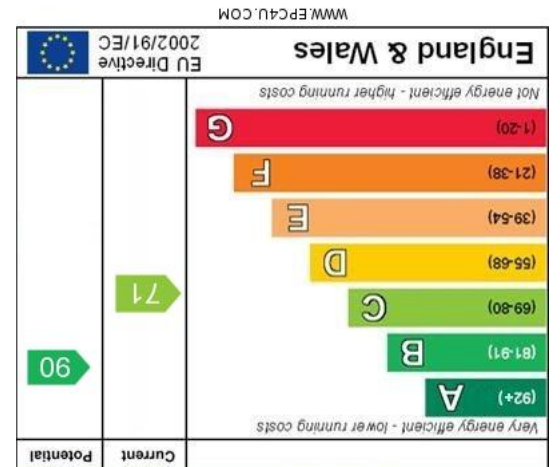 Current Potential
Very energy efficient - lower running costs
(92+) A
(81-91) B
90
(69-80) C
71
(55-68) D
(39-54) E
(21-38) F
(1-20) G
Not energy efficient - higher running costs
England & Wales
EU Directive
2002/91/EC
WWW.EPC4U.COM